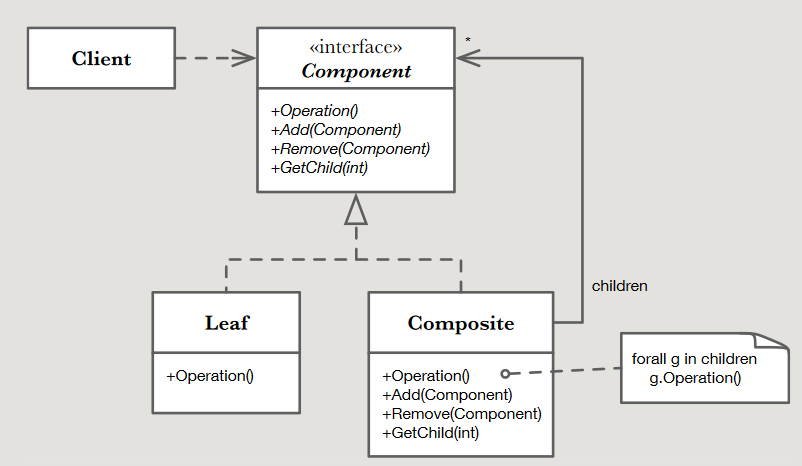 Client
«interface»
Component
+Operation()
+Add(Component)
+Remove(Component)
+GetChild(int)
*
children
Leaf
+Operation()
Composite
+Operation()
+Add(Component)
+Remove(Component)
+GetChild(int)
forall g in children
g.Operation()